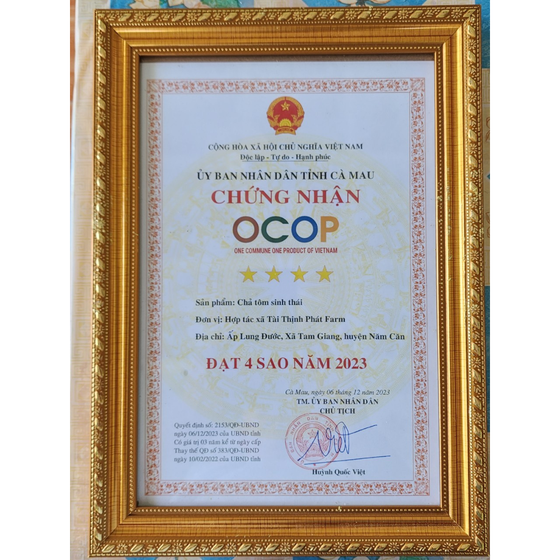 CỘNG HÒA XÃ HỘI CHỦ NGHĨA VIỆT NAM
Độc lập - Tự do - Hạnh phúc
ỦY BAN NHÂN DÂN TỈNH CÀ MAU
CHỨNG NHẬN
OCOP
ONE COMMUNE ONE PRODUCT OF VIETNAM
Sản phẩm: Chả tôm sinh thái
Đơn vị: Hợp tác xã Tài Thịnh Phát Farm
Địa chỉ: Ấp Lung Đước, Xã Tam Giang, huyện Năm Căn
ĐẠT 4 SAO NĂM 2023
Cà Mau, ngày 06 tháng 12 năm 2023
TM. ỦY BAN NHÂN DÂN
CHỦ TỊCH
Quyết định số: 2153/QĐ-UBND
ngày 06/12/2023 của UBND tỉnh
Có giá trị 03 năm kể từ ngày cấp
Thay thế QĐ số 383/QĐ-UBND
ngày 10/02/2022 của UBND tỉnh
Huỳnh Quốc Việt